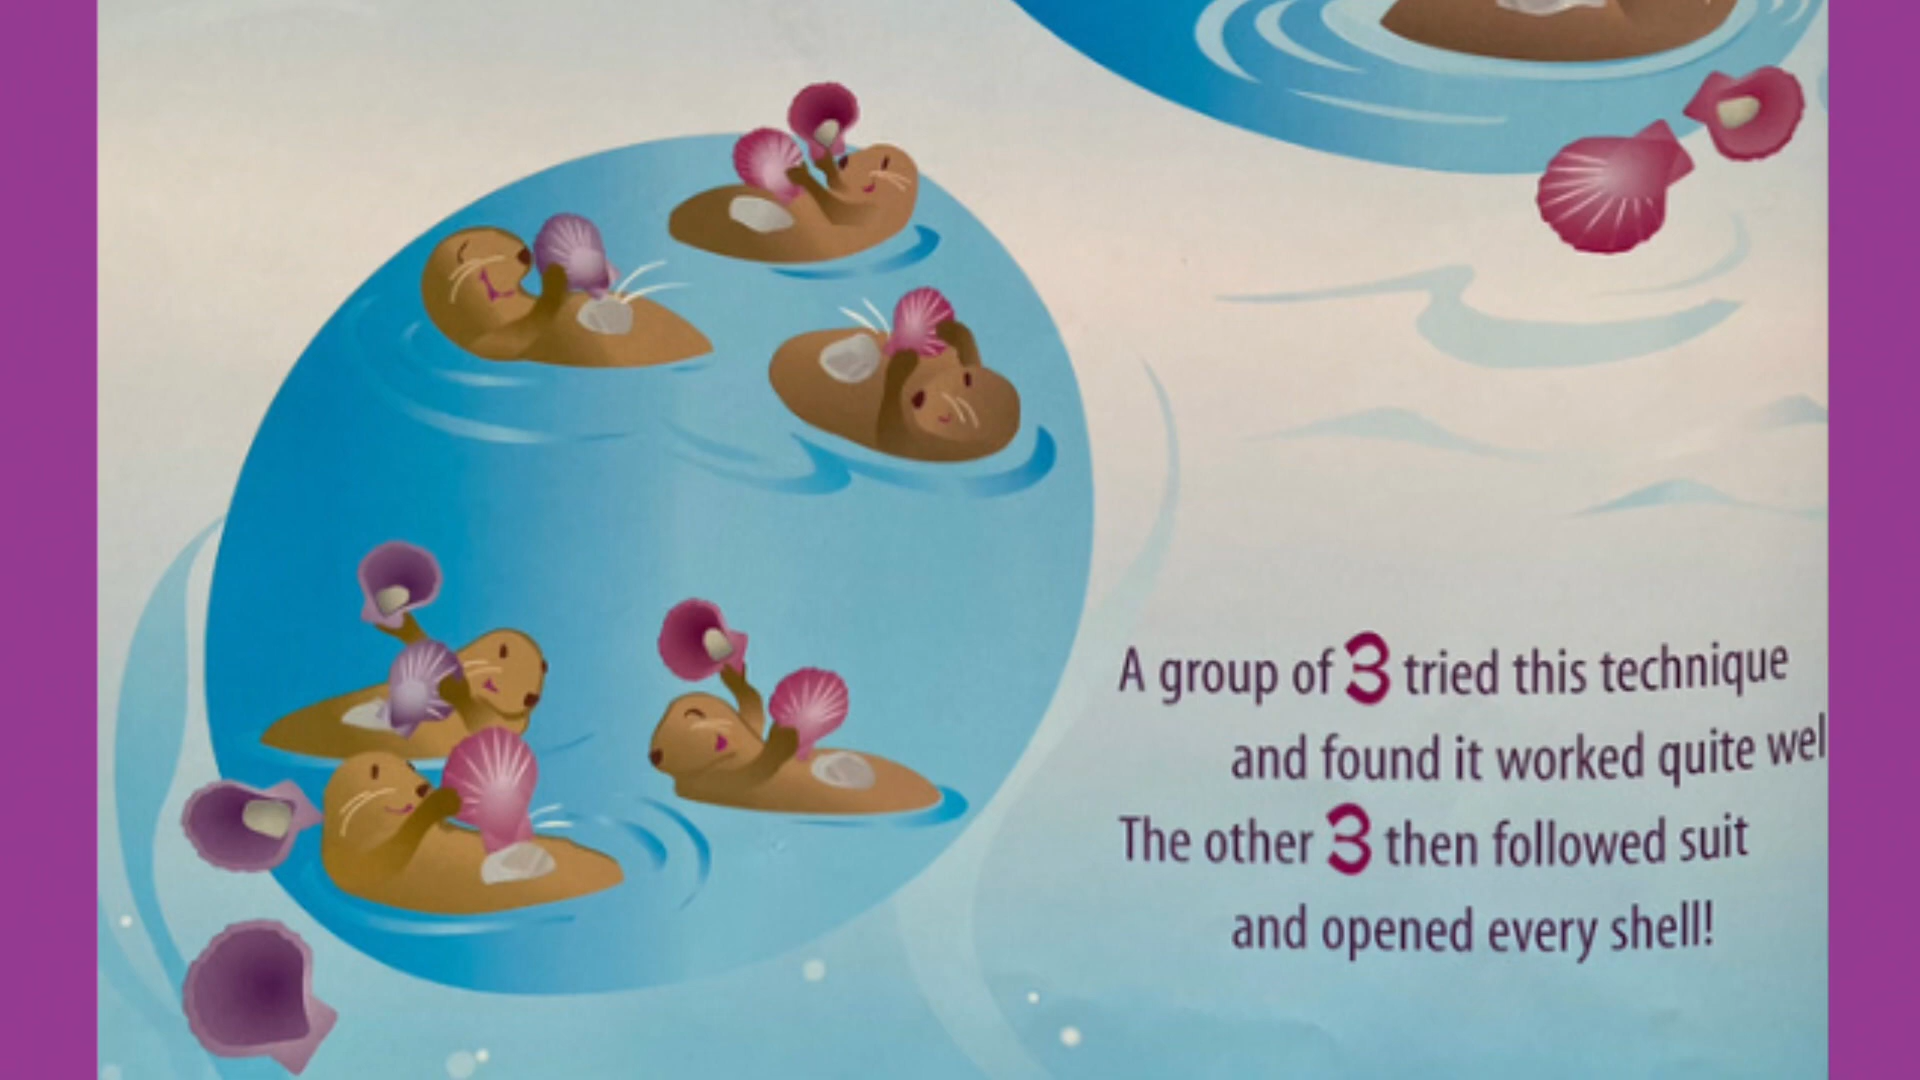 A group of 3 tried this technique
and found it worked quite wel
The other 3 then followed suit
and opened every shell!